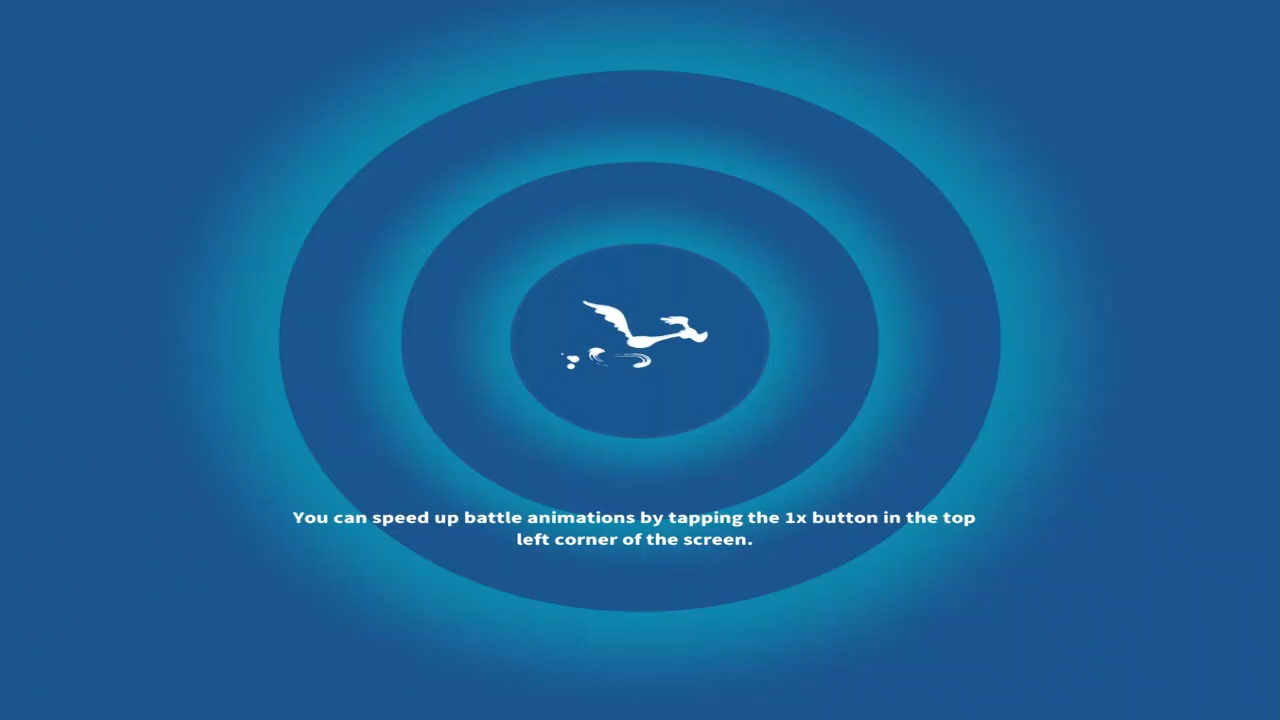 You can speed up battle animations by tapping the 1x button in the top
left corner of the screen.